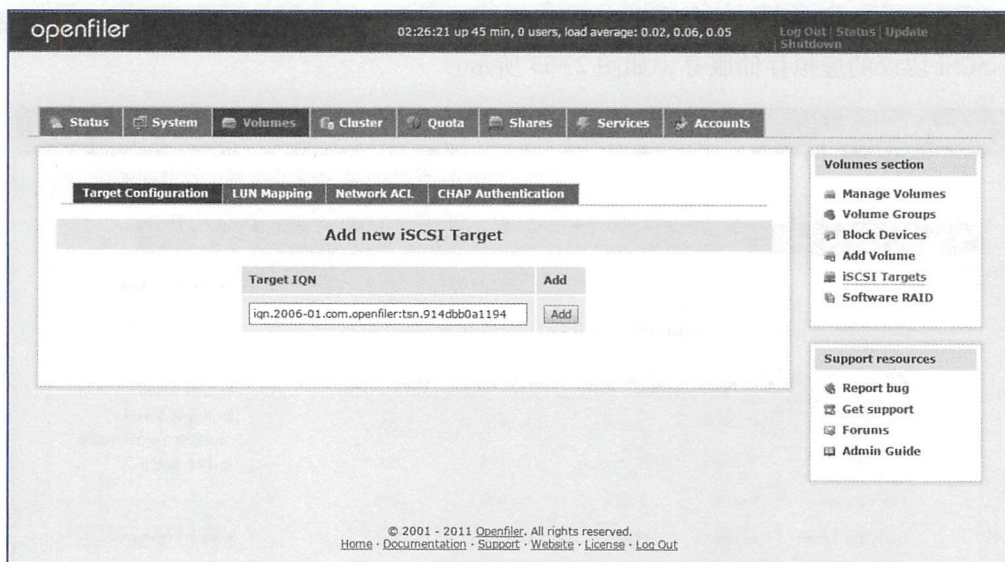 openfiler
02:26:21 up 45 min, 0 users, load average: 0.02, 0.06, 0.05
Log Out | Status | Update
| Shutdown
Status
System
Volumes
Cluster
Quota
Shares
Services
Accounts
Target Configuration
LUN Mapping
Network ACL
CHAP Authentication
Add new iSCSI Target
Target IQN
Add
iqn.2006-01.com.openfiler:tsn.914dbb0a1194
Add
Volumes section
Manage Volumes
Volume Groups
Block Devices
Add Volume
iSCSI Targets
Software RAID
Support resources
Report bug
Get support
Forums
Admin Guide
© 2001 - 2011 Openfiler. All rights reserved.
Home · Documentation · Support · Website · License · Log Out